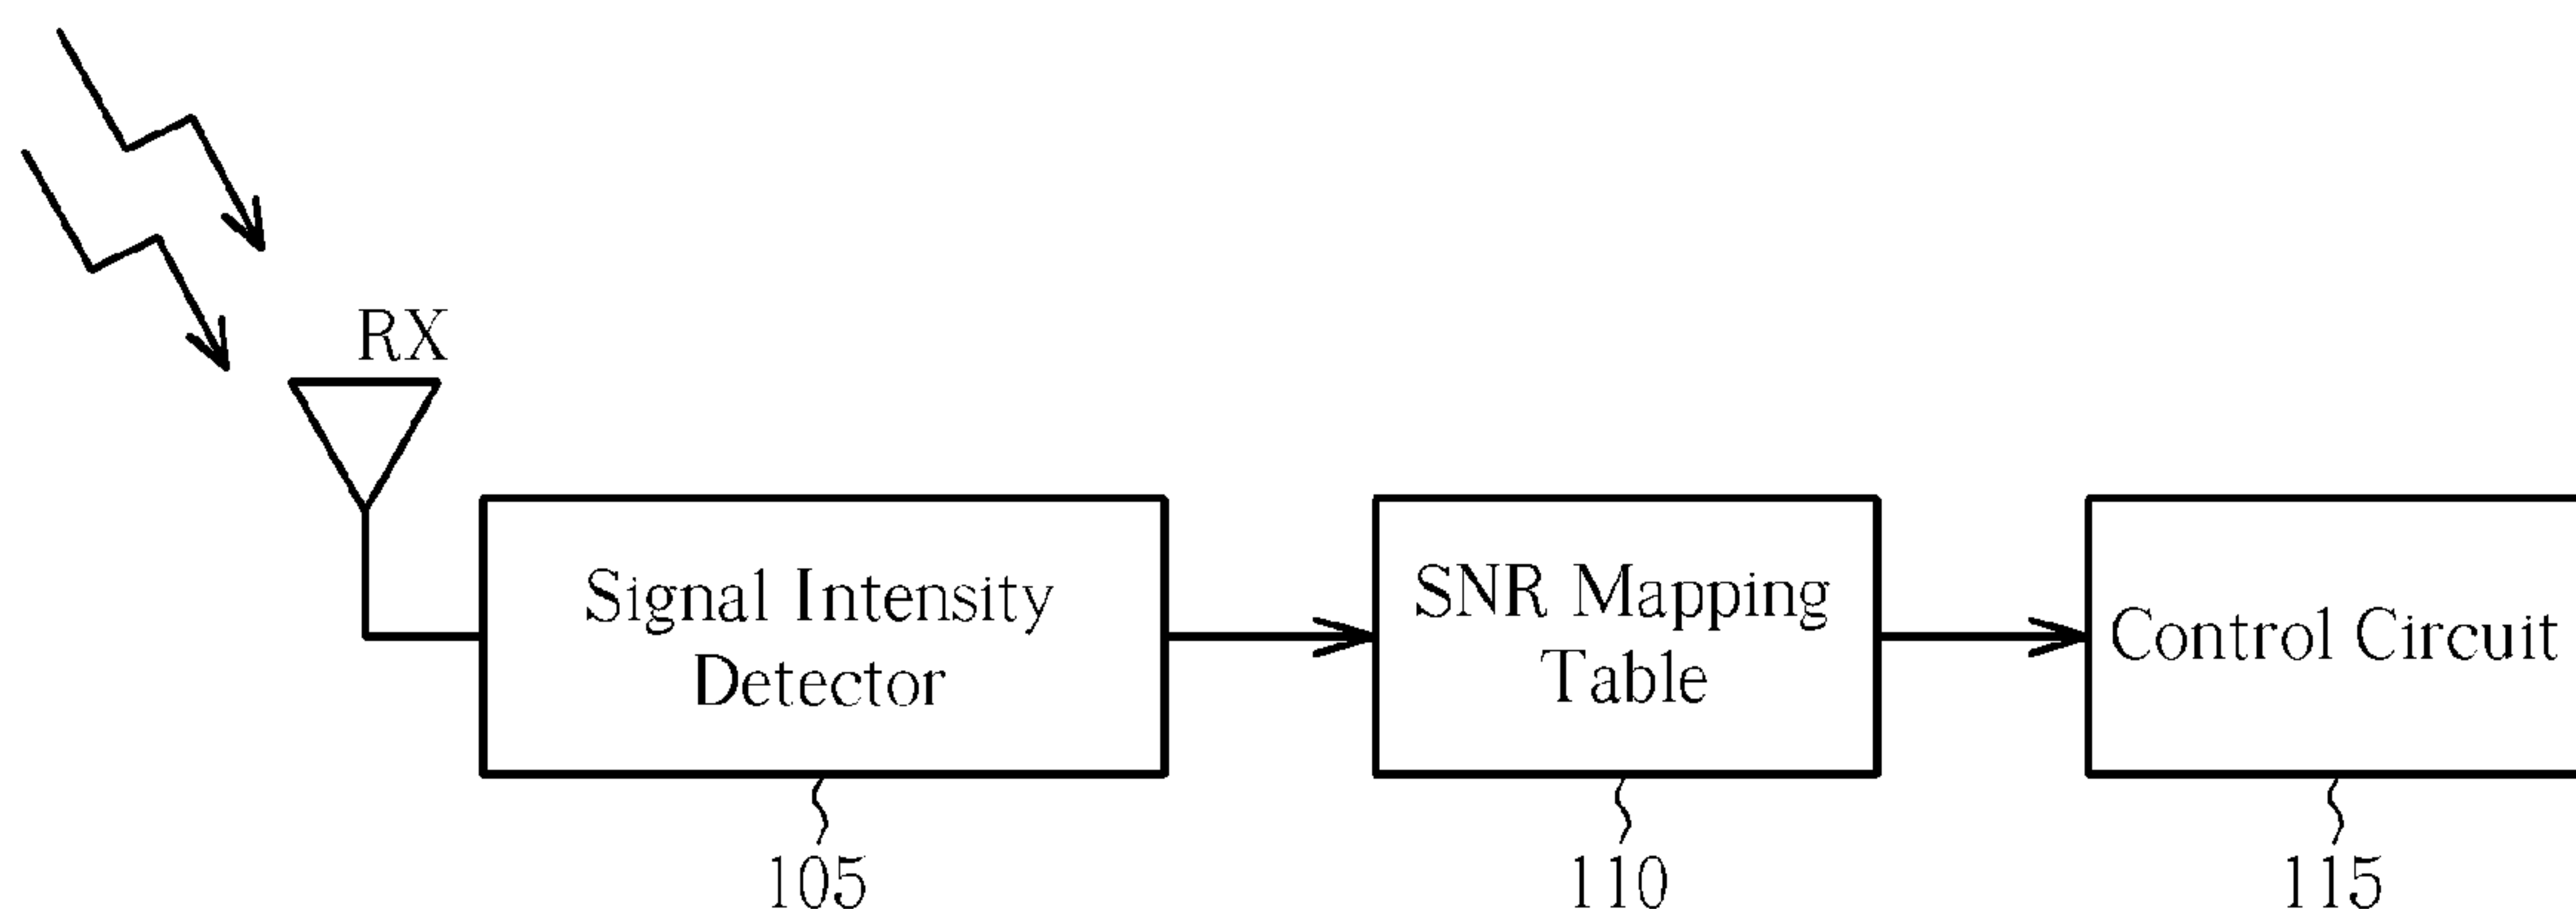 RX
Signal Intensity
Detector
SNR Mapping
Table
Control Circuit
105
110
115